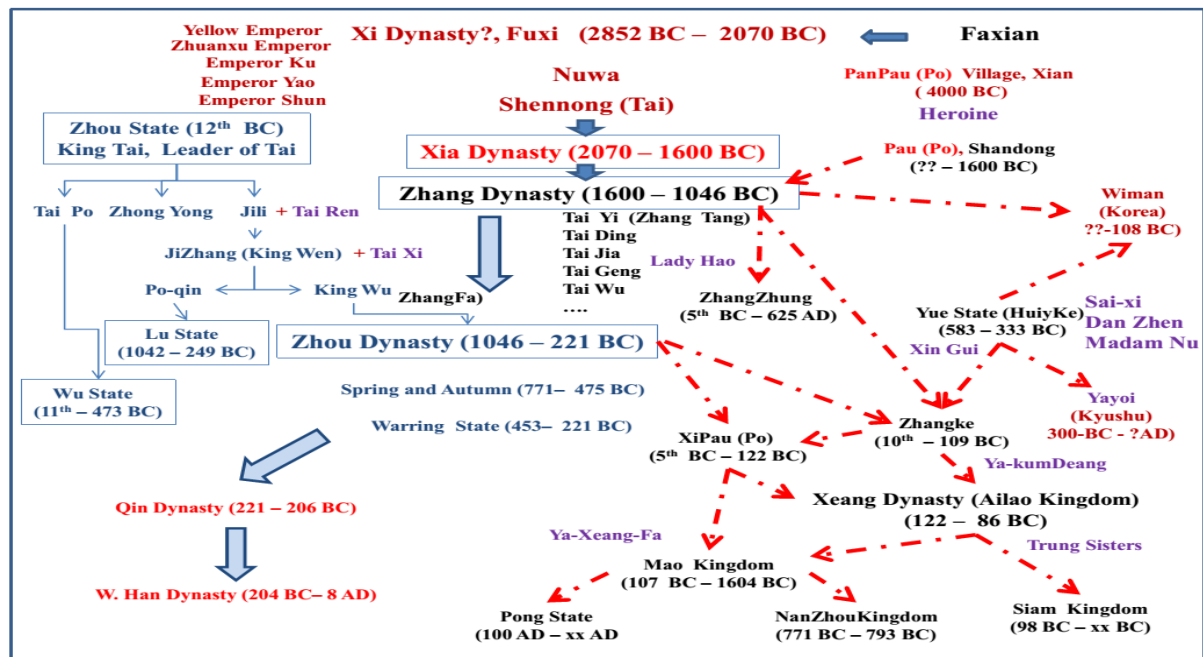 Yellow Emperor
Zhuanxu Emperor
Emperor Ku
Emperor Yao
Emperor Shun
Xi Dynasty?, Fuxi (2852 BC – 2070 BC)
Faxian
Nuwa
Shennong (Tai)
PanPau (Po) Village, Xian
( 4000 BC)
Heroine
Zhou State (12th BC)
King Tai, Leader of Tai
Xia Dynasty (2070 – 1600 BC)
Pau (Po), Shandong
(?? – 1600 BC)
Zhang Dynasty (1600 – 1046 BC)
Wiman
(Korea)
??-108 BC)
Tai Po
Zhong Yong
Jili + Tai Ren
Tai Yi (Zhang Tang)
Tai Ding
Tai Jia
Tai Geng
Tai Wu
....
Lady Hao
JiZhang (King Wen) + Tai Xi
Po-qin
King Wu
ZhangFa)
ZhangZhung
(5th BC – 625 AD)
Yue State (HuiyKe)
(583 – 333 BC)
Sai-xi
Dan Zhen
Madam Nu
Xin Gui
Lu State
(1042 – 249 BC)
Zhou Dynasty (1046 – 221 BC)
Wu State
(11th – 473 BC)
Spring and Autumn (771– 475 BC)
Warring State (453– 221 BC)
Yayoi
(Kyushu)
300-BC - ?AD)
XiPau (Po)
(5th BC – 122 BC)
Zhangke
(10th – 109 BC)
Ya-kumDeang
Qin Dynasty (221 – 206 BC)
Xeang Dynasty (Ailao Kingdom)
(122 – 86 BC)
Ya-Xeang-Fa
Trung Sisters
Mao Kingdom
(107 BC – 1604 BC)
W. Han Dynasty (204 BC– 8 AD)
Pong State
(100 AD – xx AD
NanZhouKingdom
(771 BC – 793 BC)
Siam Kingdom
(98 BC – xx BC)